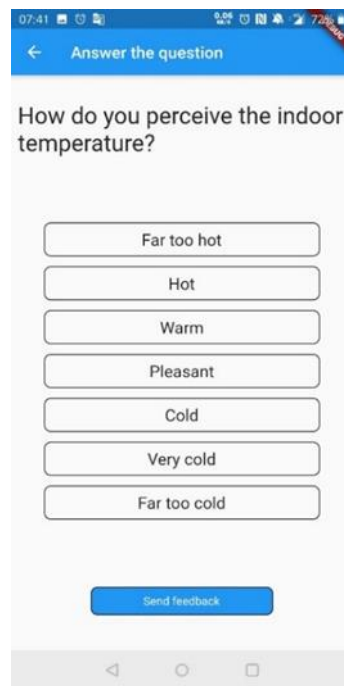 07:41
Answer the question
How do you perceive the indoor
temperature?
Far too hot
Hot
Warm
Pleasant
Cold
Very cold
Far too cold
Send feedback